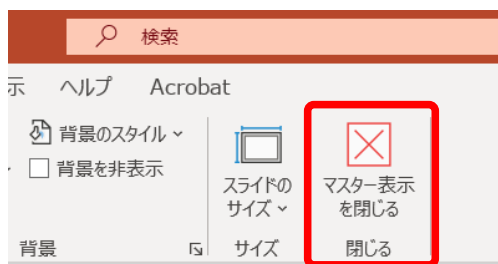 検索
示 ヘルプ Acrobat
背景のスタイル
背景を非表示
スライドの
サイズ
マスター表示
を閉じる
背景 サイズ 閉じる